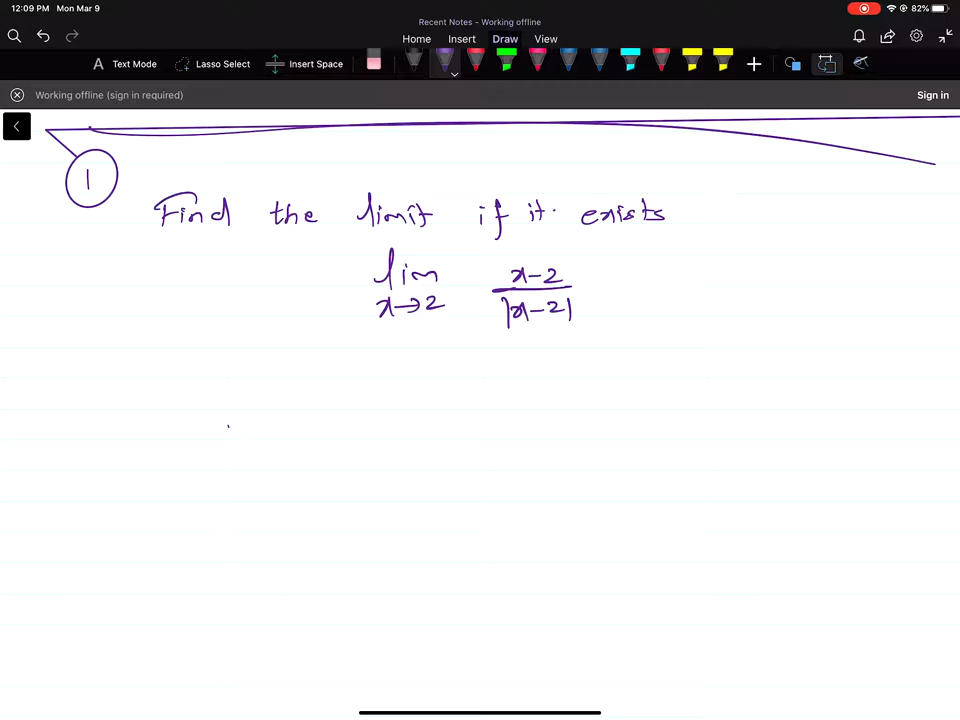 12:09 PM Mon Mar 9
82%
Recent Notes - Working offline
Home Insert Draw View
A Text Mode Lasso Select Insert Space
Working offline (sign in required) Sign in
1
Find the limit if it exists
lim x-2
x→2 |x-2|